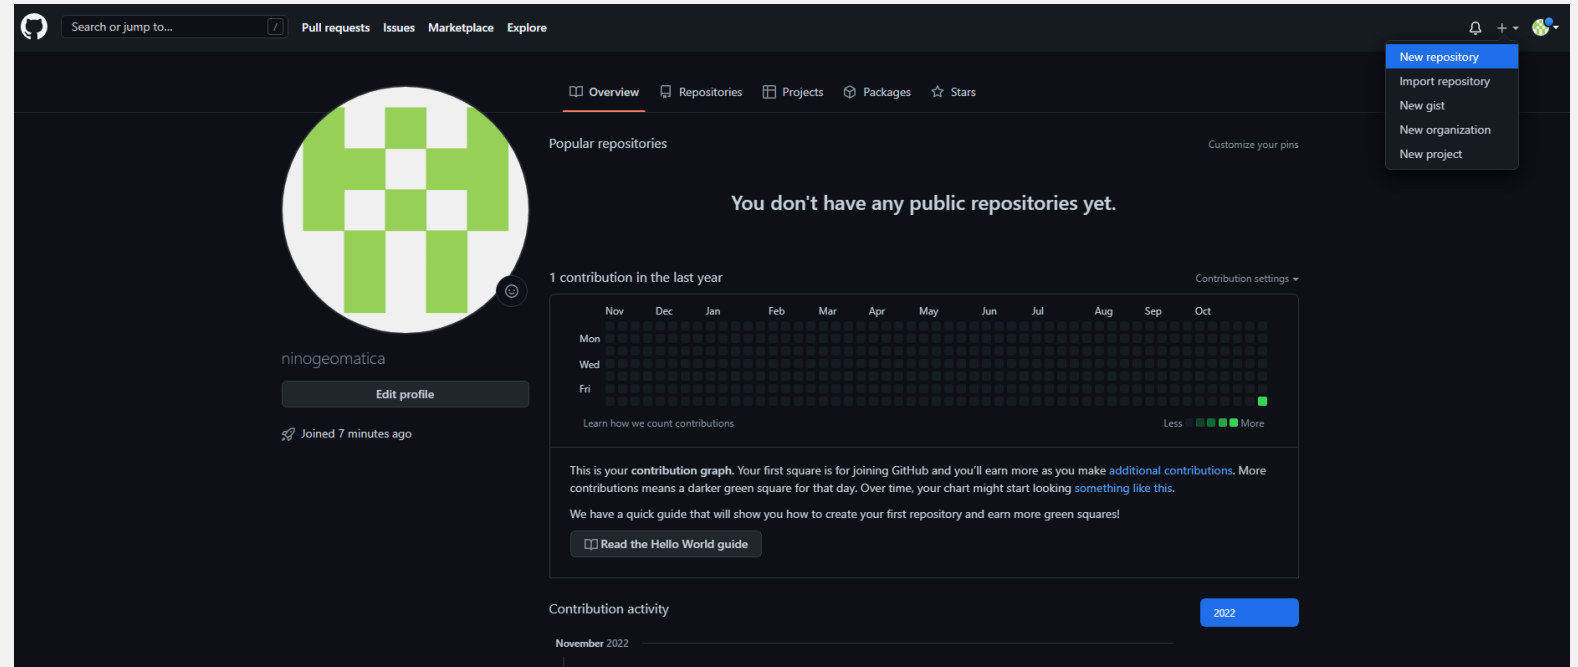 Search or jump to... /
Pull requests Issues Marketplace Explore
New repository
Import repository
New gist
New organization
New project
Overview Repositories Projects Packages Stars
Popular repositories
Customize your pins
You don't have any public repositories yet.
ninogeomatica
Edit profile
Joined 7 minutes ago
1 contribution in the last year
Contribution settings
Nov Dec Jan Feb Mar Apr May Jun Jul Aug Sep Oct
Mon
Wed
Fri
Learn how we count contributions
Less More
This is your contribution graph. Your first square is for joining GitHub and you'll earn more as you make additional contributions. More
contributions means a darker green square for that day. Over time, your chart might start looking something like this.
We have a quick guide that will show you how to create your first repository and earn more green squares!
Read the Hello World guide
Contribution activity
2022
November 2022